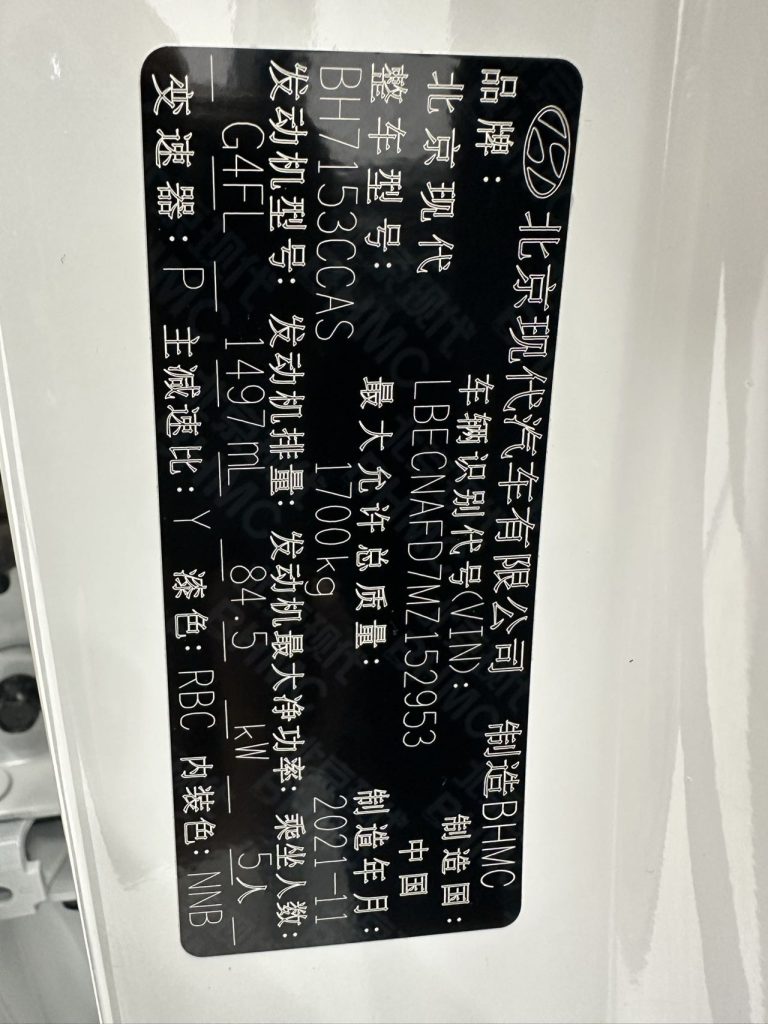 北京现代汽车有限公司 制造BHMC
品牌: 车辆识别代号(VIN): 制造国:
北京现代 LBECNAFD7MZ152953 中国
整车型号: 最大允许总质量: 制造年月:
BH7153CCAS 1700kg 2021-11
发动机型号: 发动机排量: 发动机最大净功率: 乘坐人数:
G4FL 1497mL 84.5 kW 5人
变速器: P 主减速比: Y 漆色: RBC 内装色: NNB